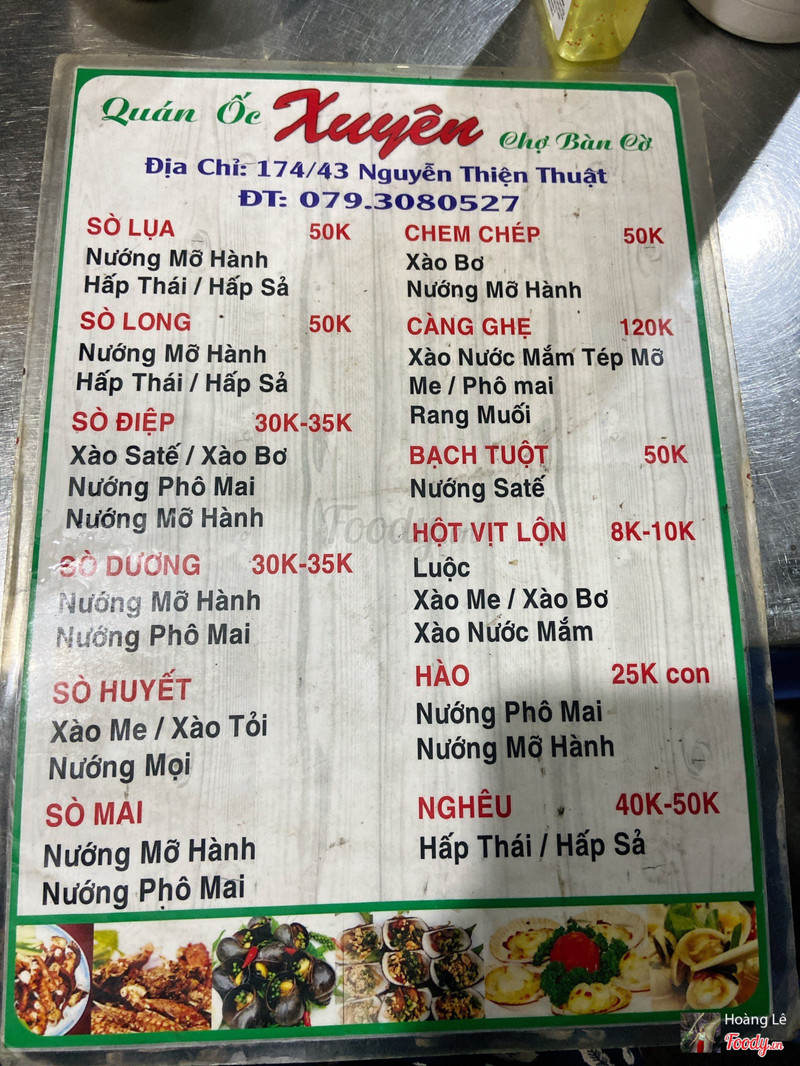 Quán Ốc Xuyên Chợ Bàn Cờ
Địa Chỉ: 174/43 Nguyễn Thiện Thuật
ĐT: 079.3080527
SÒ LỤA 50K
Nướng Mỡ Hành
Hấp Thái / Hấp Sả
SÒ LONG 50K
Nướng Mỡ Hành
Hấp Thái / Hấp Sả
SÒ ĐIỆP 30K-35K
Xào Satế / Xào Bơ
Nướng Phô Mai
Nướng Mỡ Hành
SÒ DƯƠNG 30K-35K
Nướng Mỡ Hành
Nướng Phô Mai
SÒ HUYẾT
Xào Me / Xào Tỏi
Nướng Mọi
SÒ MAI
Nướng Mỡ Hành
Nướng Phô Mai
CHEM CHÉP 50K
Xào Bơ
Nướng Mỡ Hành
CÀNG GHẸ 120K
Xào Nước Mắm Tép Mỡ
Me / Phô mai
Rang Muối
BẠCH TUỘT 50K
Nướng Satế
HỘT VỊT LỘN 8K-10K
Luộc
Xào Me / Xào Bơ
Xào Nước Mắm
HÀO 25K con
Nướng Phô Mai
Nướng Mỡ Hành
NGHÊU 40K-50K
Hấp Thái / Hấp Sả
Foody.vn
Hoàng Lê
Foody.vn